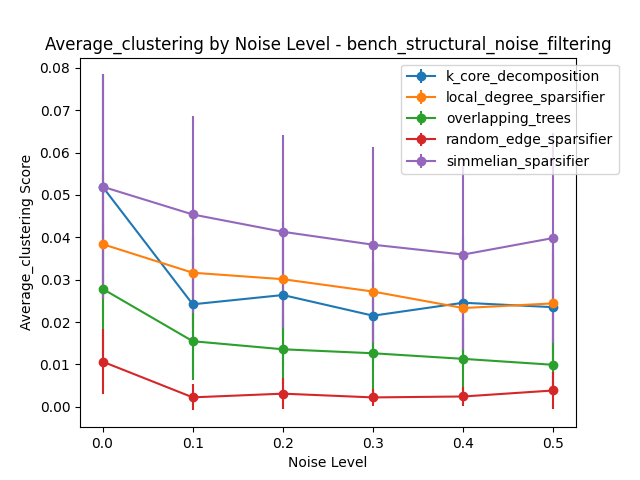 Average_clustering by Noise Level - bench_structural_noise_filtering
0.08
0.07
0.06
0.05
0.04
0.03
0.02
0.01
0.00
Average_clustering Score
k_core_decomposition
local_degree_sparsifier
overlapping_trees
random_edge_sparsifier
simmelian_sparsifier
0.0 0.1 0.2 0.3 0.4 0.5
Noise Level